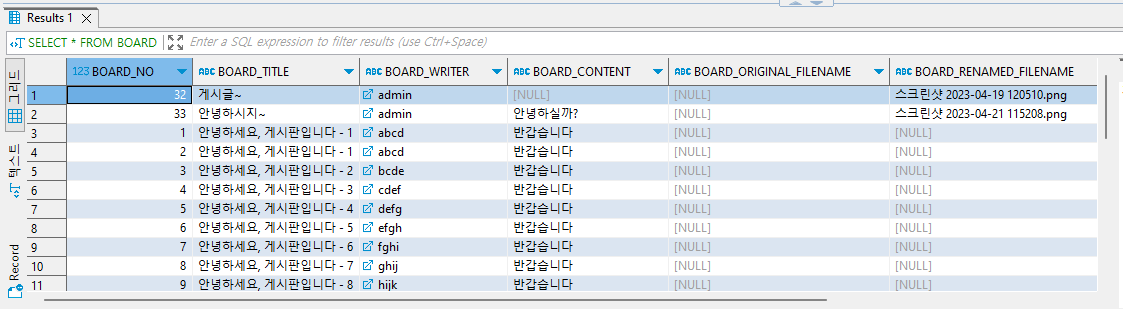 Results 1
SELECT * FROM BOARD Enter a SQL expression to filter results (use Ctrl+Space)
그리드
텍스트
Record
123 BOARD_NO ABC BOARD_TITLE ABC BOARD_WRITER ABC BOARD_CONTENT ABC BOARD_ORIGINAL_FILENAME ABC BOARD_RENAMED_FILENAME
1 32 게시글~ admin [NULL] 스크린샷 2023-04-19 120510.png
2 33 안녕하시지~ admin 안녕하실까? 스크린샷 2023-04-21 115208.png
3 1 안녕하세요, 게시판입니다 - 1 abcd 반갑습니다 [NULL] [NULL]
4 2 안녕하세요, 게시판입니다 - 1 abcd 반갑습니다 [NULL] [NULL]
5 3 안녕하세요, 게시판입니다 - 2 bcde 반갑습니다 [NULL] [NULL]
6 4 안녕하세요, 게시판입니다 - 3 cdef 반갑습니다 [NULL] [NULL]
7 5 안녕하세요, 게시판입니다 - 4 defg 반갑습니다 [NULL] [NULL]
8 6 안녕하세요, 게시판입니다 - 5 efgh 반갑습니다 [NULL] [NULL]
9 7 안녕하세요, 게시판입니다 - 6 fghi 반갑습니다 [NULL] [NULL]
10 8 안녕하세요, 게시판입니다 - 7 ghij 반갑습니다 [NULL] [NULL]
11 9 안녕하세요, 게시판입니다 - 8 hijk 반갑습니다 [NULL] [NULL]